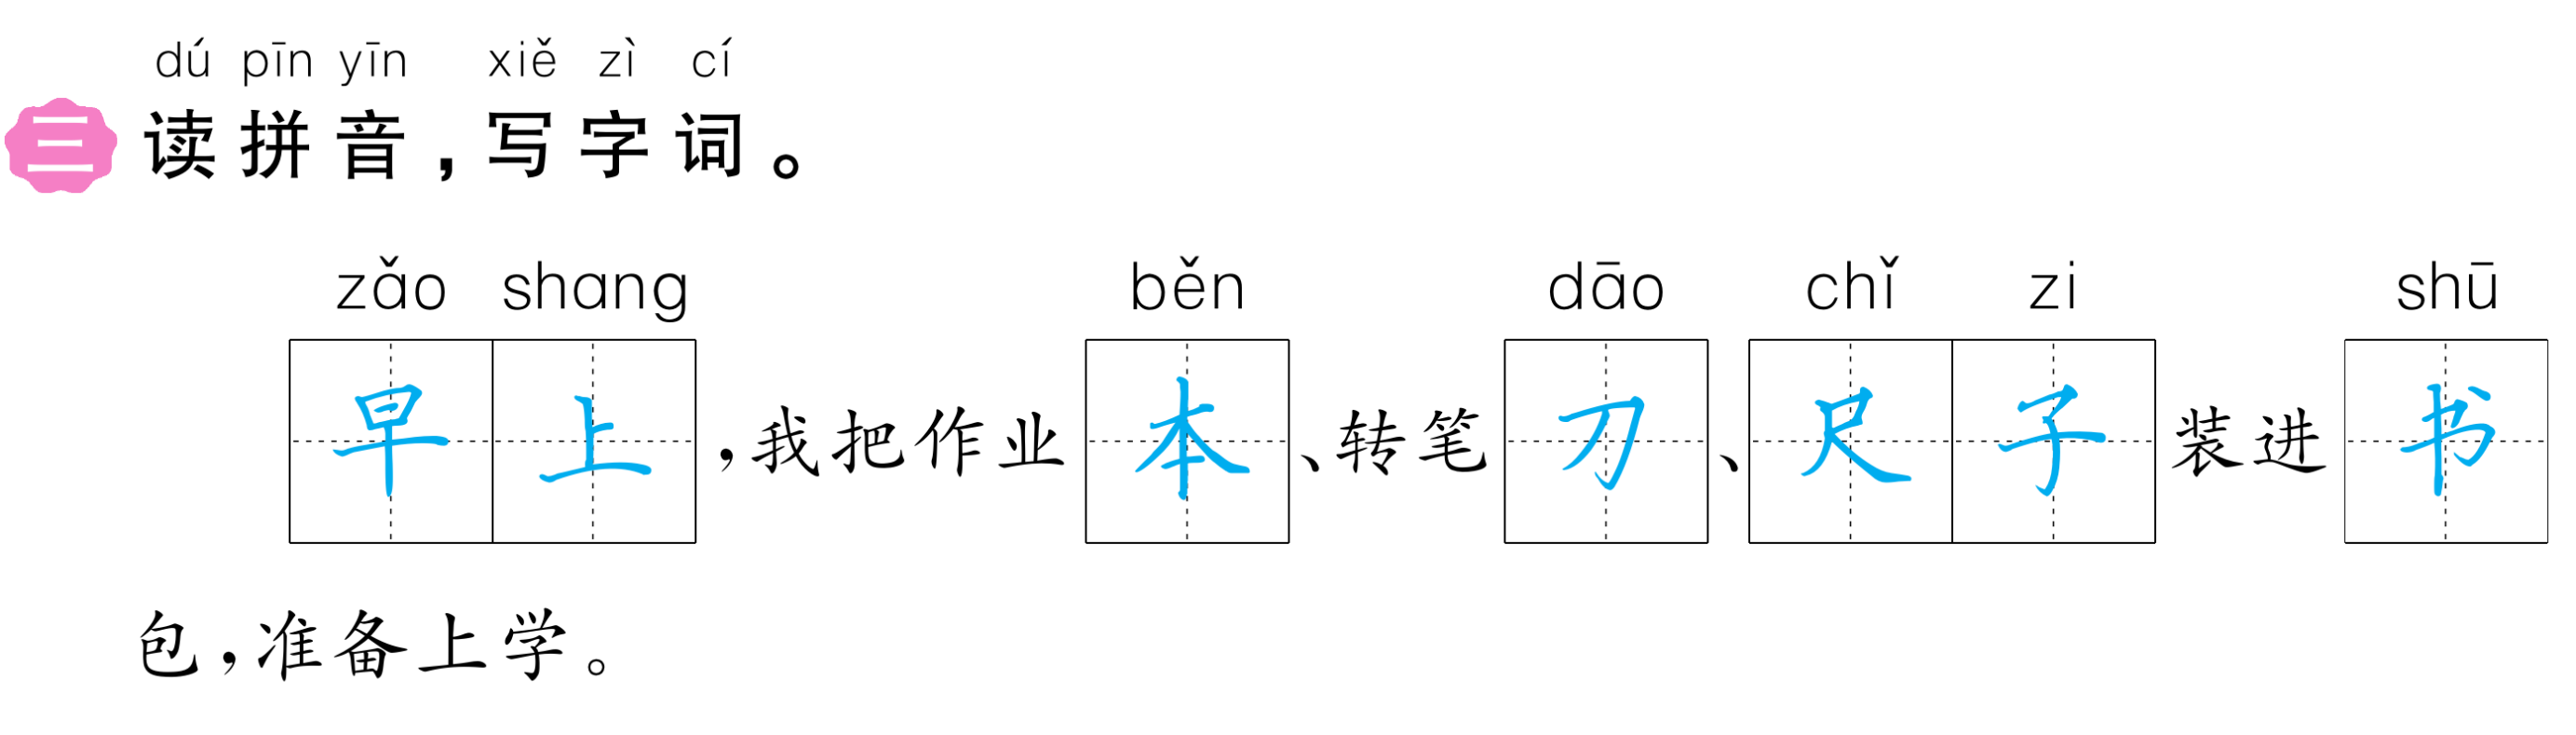 dú pīn yīn xiě zì cí
三 读拼音,写字词。
zǎo shang běn dāo chǐ zi shū
早上,我把作业本、转笔刀、尺子装进书
包,准备上学。